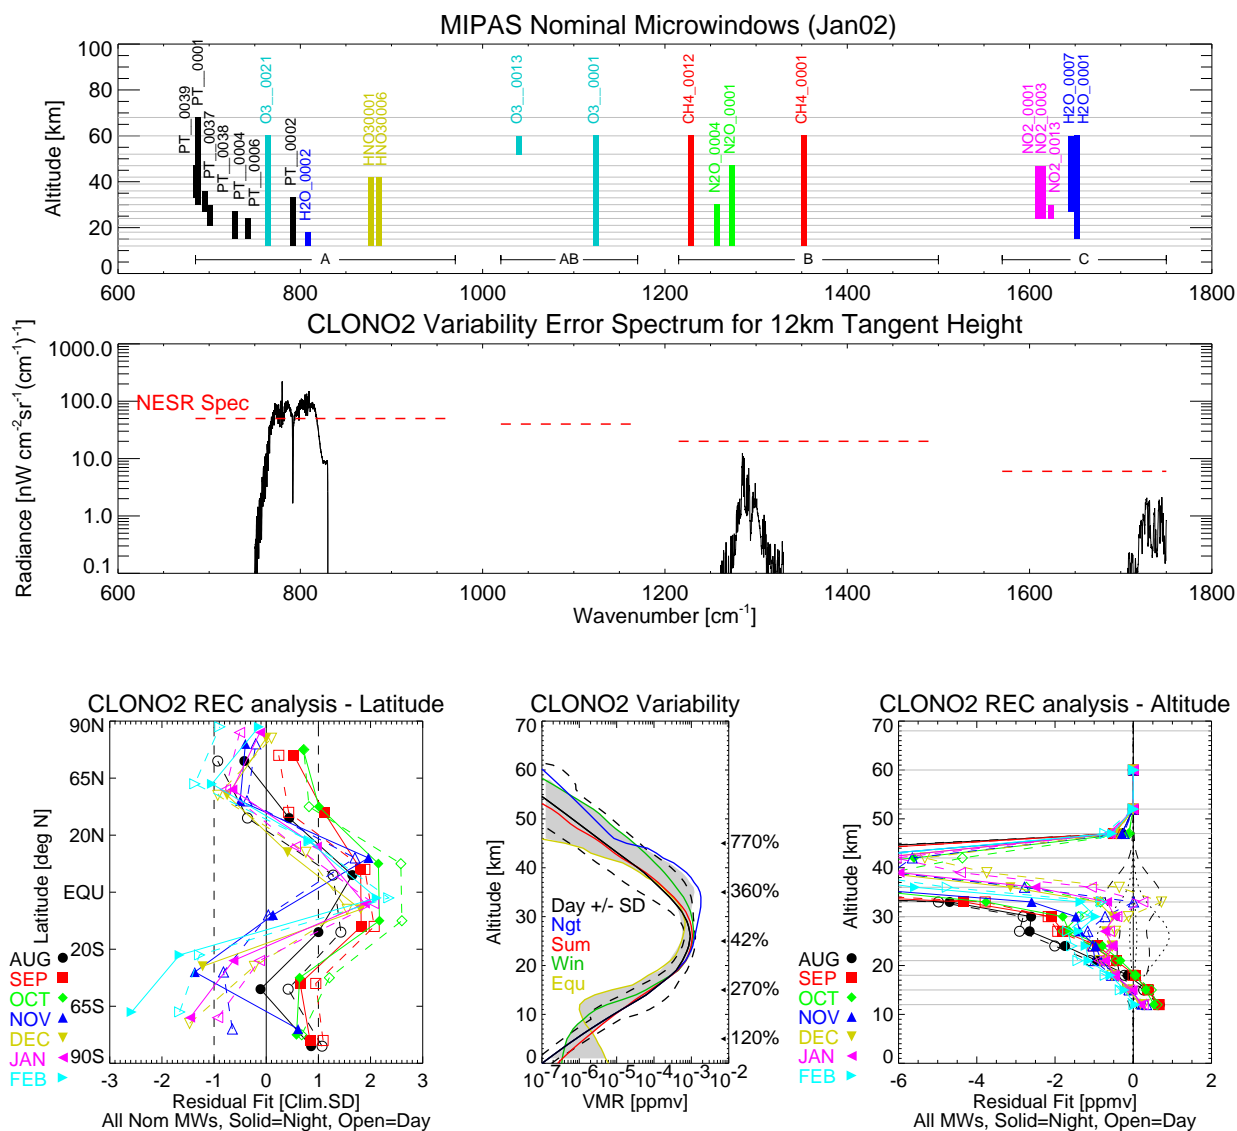 MIPAS Nominal Microwindows (Jan02)
Altitude [km]
100
80
60
40
20
0
PT__0039
PT__0001
PT__0037
PT__0038
PT__0004
PT__0006
O3__0021
PT__0002
H2O_0002
HNO30001
HNO30006
O3__0013
O3__0001
CH4_0012
N2O_0004
N2O_0001
CH4_0001
NO2_0001
NO2_0003
NO2_0013
H2O_0007
H2O_0001
A
AB
B
C
600 800 1000 1200 1400 1600 1800
CLONO2 Variability Error Spectrum for 12km Tangent Height
Radiance [nW cm-2sr-1(cm-1)-1]
1000.0
100.0
10.0
1.0
0.1
NESR Spec
600 800 1000 1200 1400 1600 1800
Wavenumber [cm-1]
CLONO2 REC analysis - Latitude
Latitude [deg N]
90N
65N
20N
EQU
20S
65S
90S
AUG
SEP
OCT
NOV
DEC
JAN
FEB
-3 -2 -1 0 1 2 3
Residual Fit [Clim.SD]
All Nom MWs, Solid=Night, Open=Day
CLONO2 Variability
Altitude [km]
70
60
50
40
30
20
10
0
Day +/- SD
Ngt
Sum
Win
Equ
770%
360%
42%
270%
120%
10-7 10-6 10-5 10-4 10-3 10-2
VMR [ppmv]
CLONO2 REC analysis - Altitude
Altitude [km]
70
60
50
40
30
20
10
0
AUG
SEP
OCT
NOV
DEC
JAN
FEB
-6 -4 -2 0 2
Residual Fit [ppmv]
All MWs, Solid=Night, Open=Day